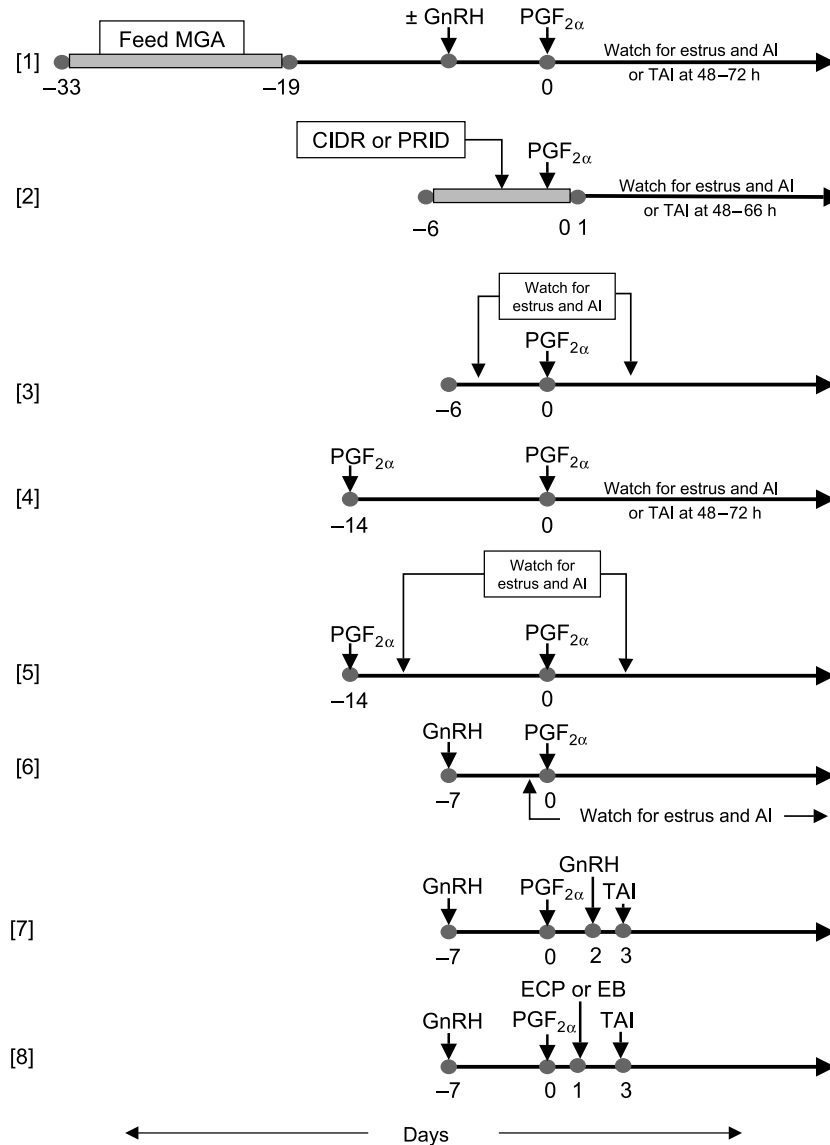 ± GnRH PGF2α
Feed MGA
[1] Watch for estrus and AI
or TAI at 48–72 h
–33 –19 0
CIDR or PRID
PGF2α
[2] Watch for estrus and AI
or TAI at 48–66 h
–6 0 1
Watch for
estrus and AI
PGF2α
[3]
–6 0
PGF2α PGF2α
[4] Watch for estrus and AI
or TAI at 48–72 h
–14 0
Watch for
estrus and AI
PGF2α PGF2α
[5]
–14 0
GnRH PGF2α
[6]
–7 0
Watch for estrus and AI
GnRH
GnRH PGF2α TAI
[7]
–7 0 2 3
ECP or EB
GnRH PGF2α TAI
[8]
–7 0 1 3
Days